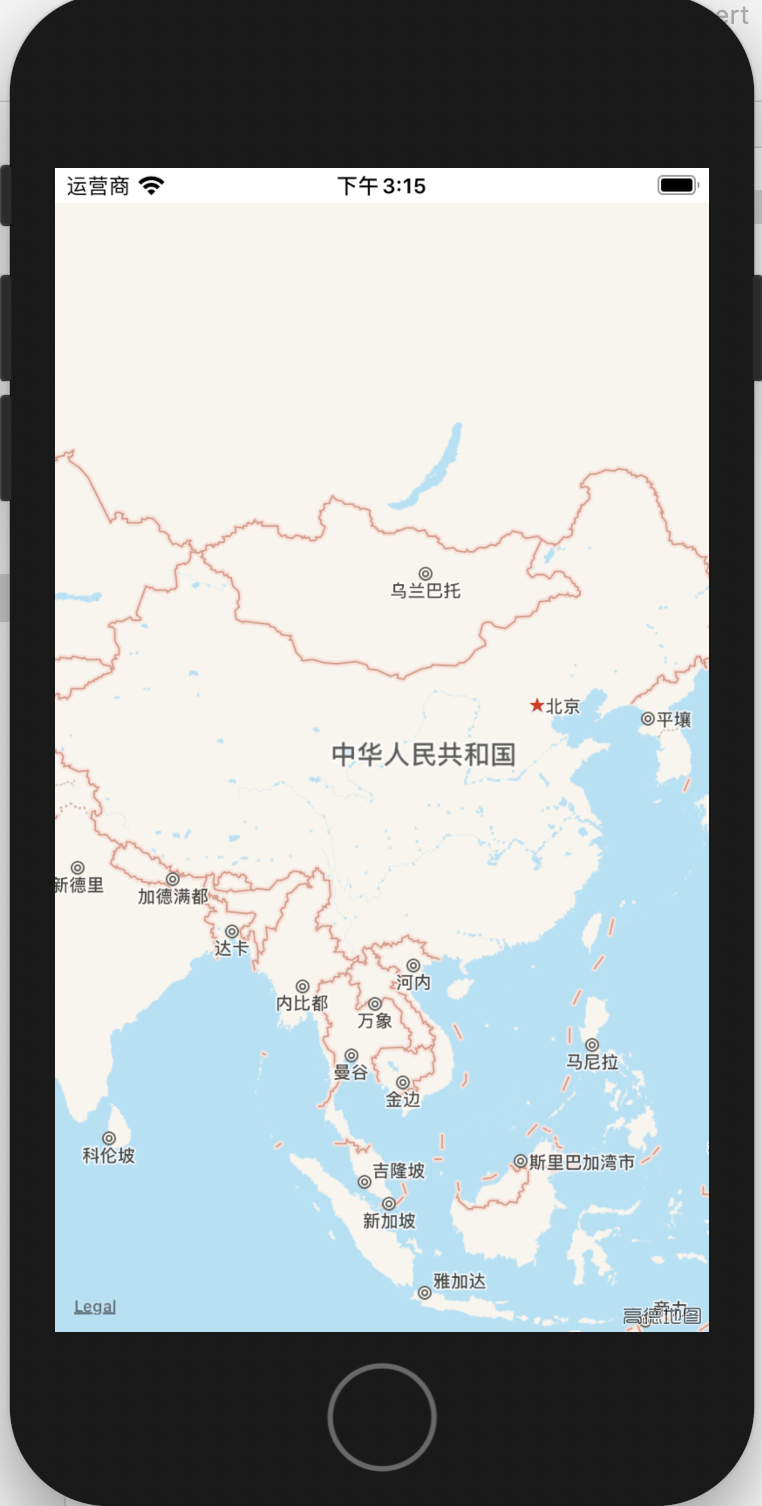 ert
运营商
下午3:15
乌兰巴托
北京
平壤
中华人民共和国
新德里
加德满都
达卡
河内
内比都
万象
马尼拉
曼谷
金边
科伦坡
斯里巴加湾市
吉隆坡
新加坡
雅加达
Legal
高德地图